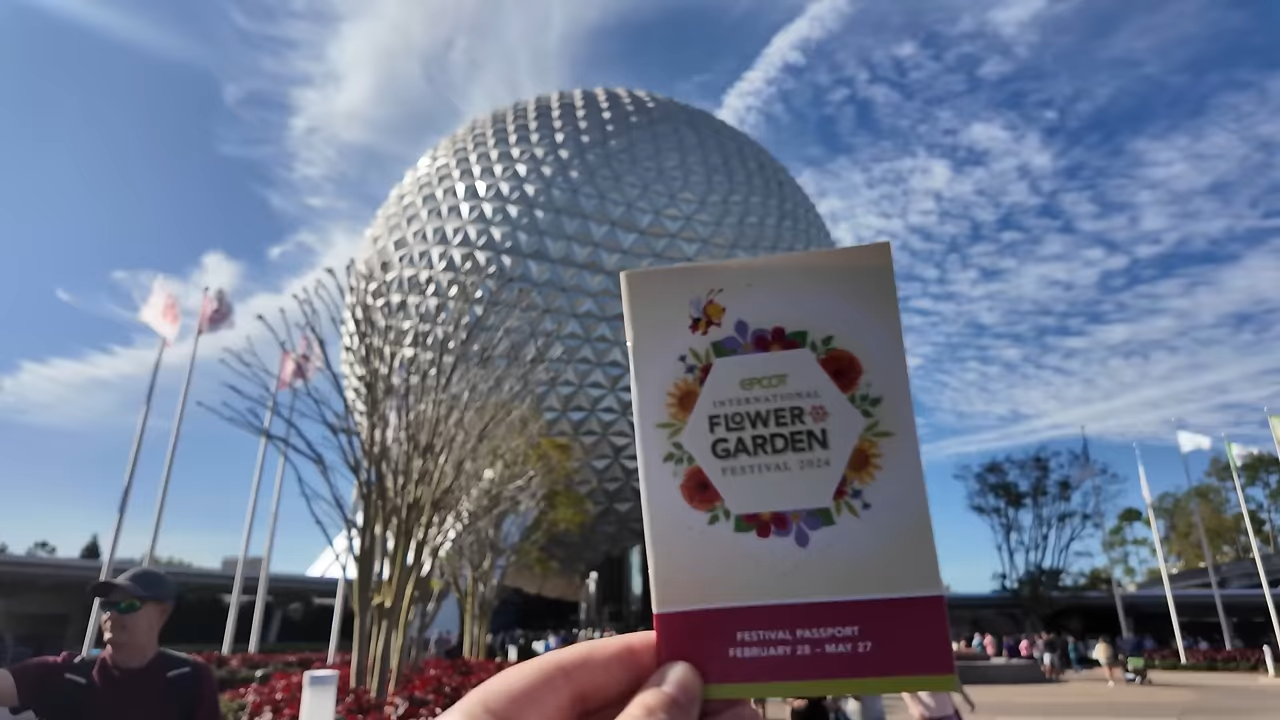 EPCOT
INTERNATIONAL
FLOWER
GARDEN
FESTIVAL 2024
FESTIVAL PASSPORT
FEBRUARY 28 – MAY 27